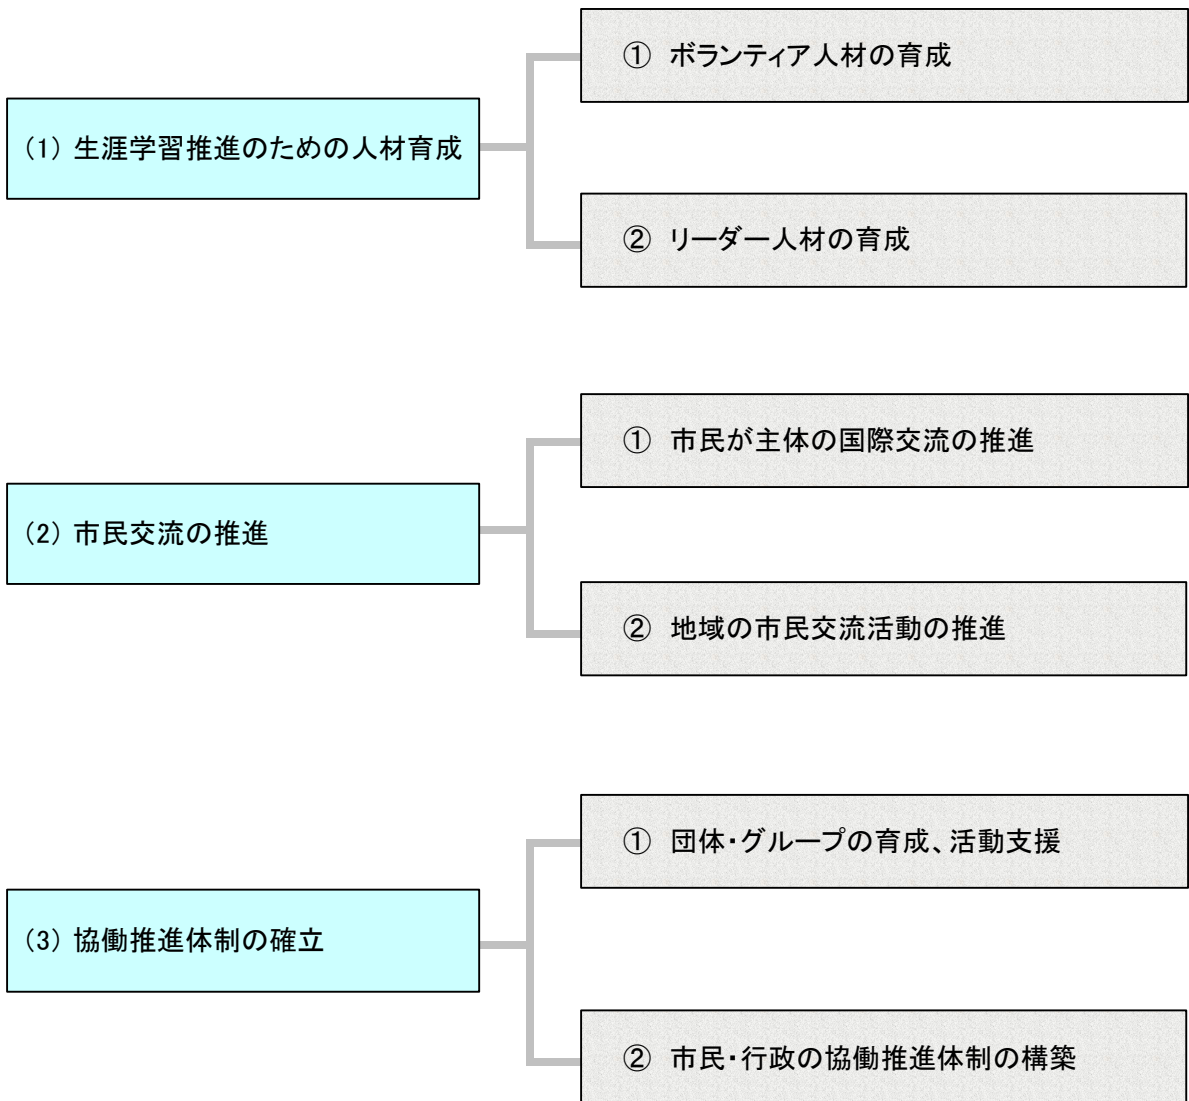 (1) 生涯学習推進のための人材育成
① ボランティア人材の育成
② リーダー人材の育成
(2) 市民交流の推進
① 市民が主体の国際交流の推進
② 地域の市民交流活動の推進
(3) 協働推進体制の確立
① 団体・グループの育成、活動支援
② 市民・行政の協働推進体制の構築